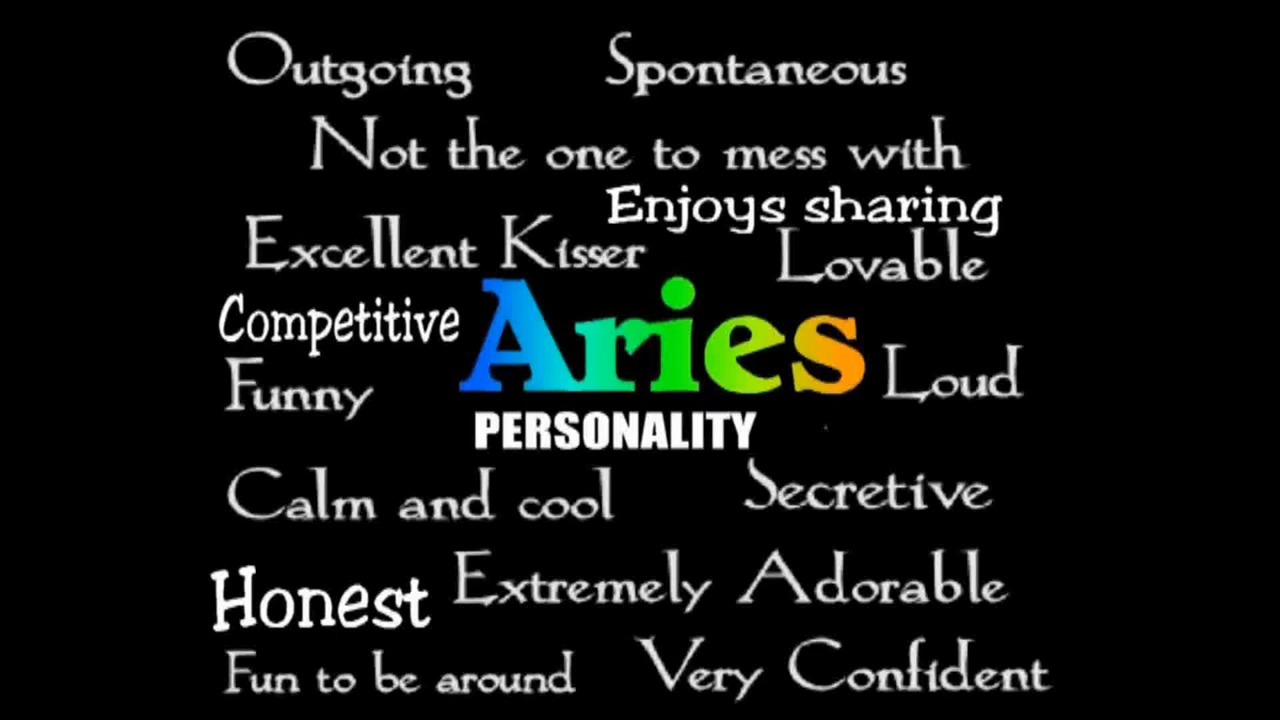 Outgoing Spontaneous
Not the one to mess with
Enjoys sharing
Excellent Kisser Lovable
Competitive Aries
Funny Loud
PERSONALITY
Calm and cool Secretive
Honest Extremely Adorable
Fun to be around Very Confident